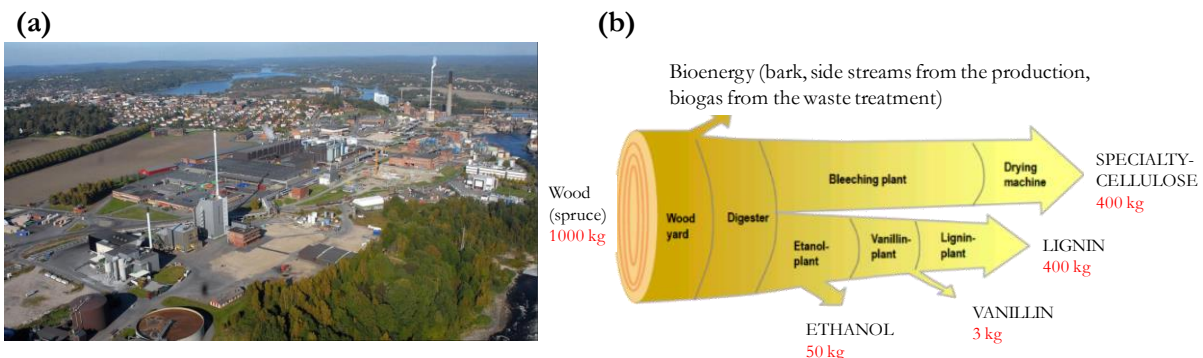 (a)
(b)
Bioenergy (bark, side streams from the production,
biogas from the waste treatment)
Wood
(spruce)
1000 kg
Wood
yard
Digester
Bleeching plant
Drying
machine
SPECIALTY-
CELLULOSE
400 kg
Etanol-
plant
Vanillin-
plant
Lignin-
plant
LIGNIN
400 kg
VANILLIN
3 kg
ETHANOL
50 kg